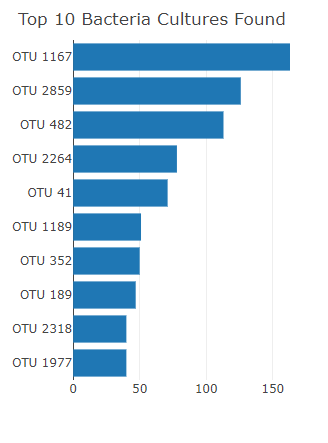 Top 10 Bacteria Cultures Found
OTU 1167
OTU 2859
OTU 482
OTU 2264
OTU 41
OTU 1189
OTU 352
OTU 189
OTU 2318
OTU 1977
0 50 100 150